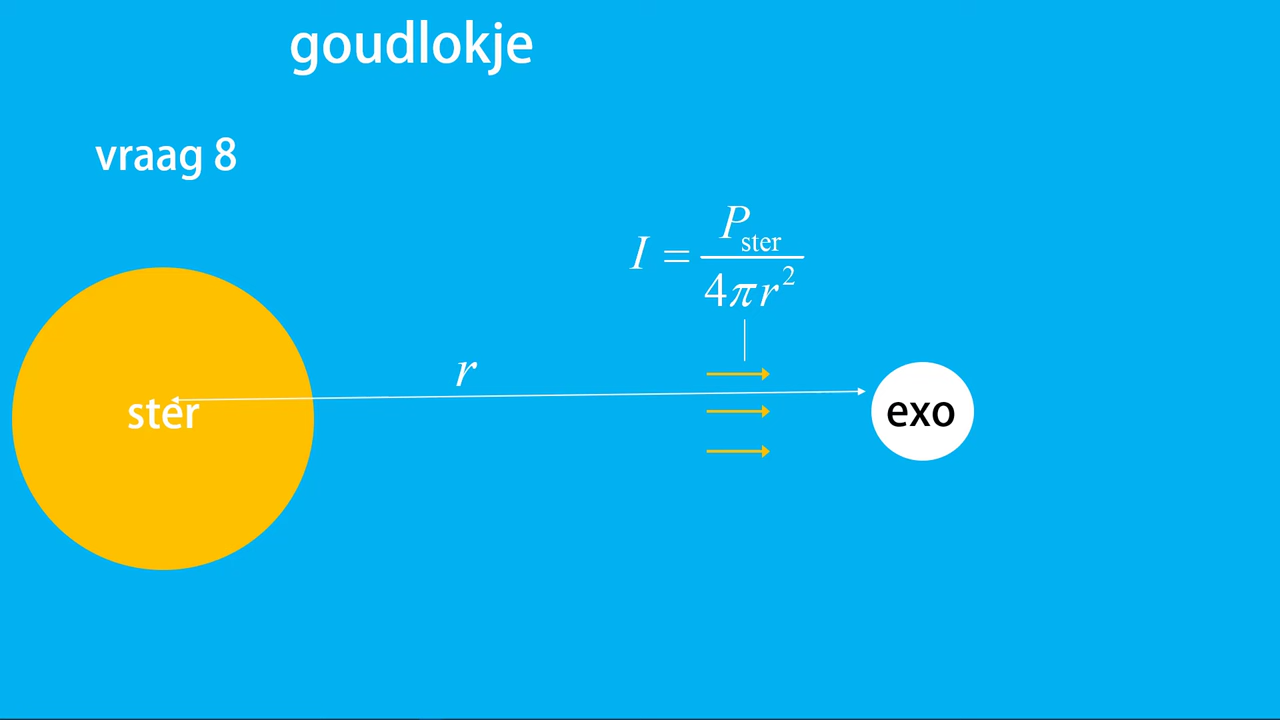 goudlokje
vraag 8
I = P_ster / 4πr²
r
ster
exo